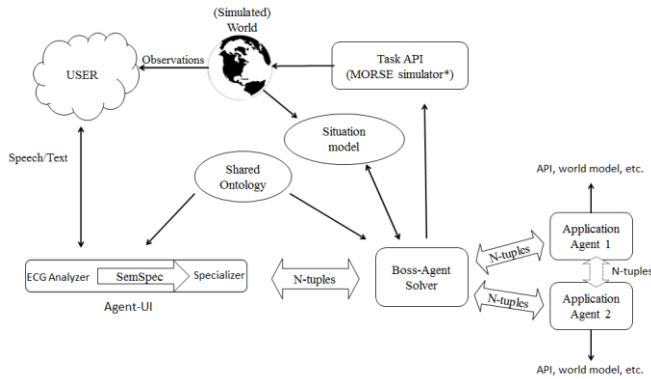 (Simulated)
World
USER
Observations
Task API
(MORSE simulator*)
Situation
model
Speech/Text
Shared
Ontology
API, world model, etc.
Application
Agent 1
N-tuples
N-tuples
ECG Analyzer
SemSpec
Specializer
N-tuples
Boss-Agent
Solver
N-tuples
Application
Agent 2
Agent-UI
API, world model, etc.